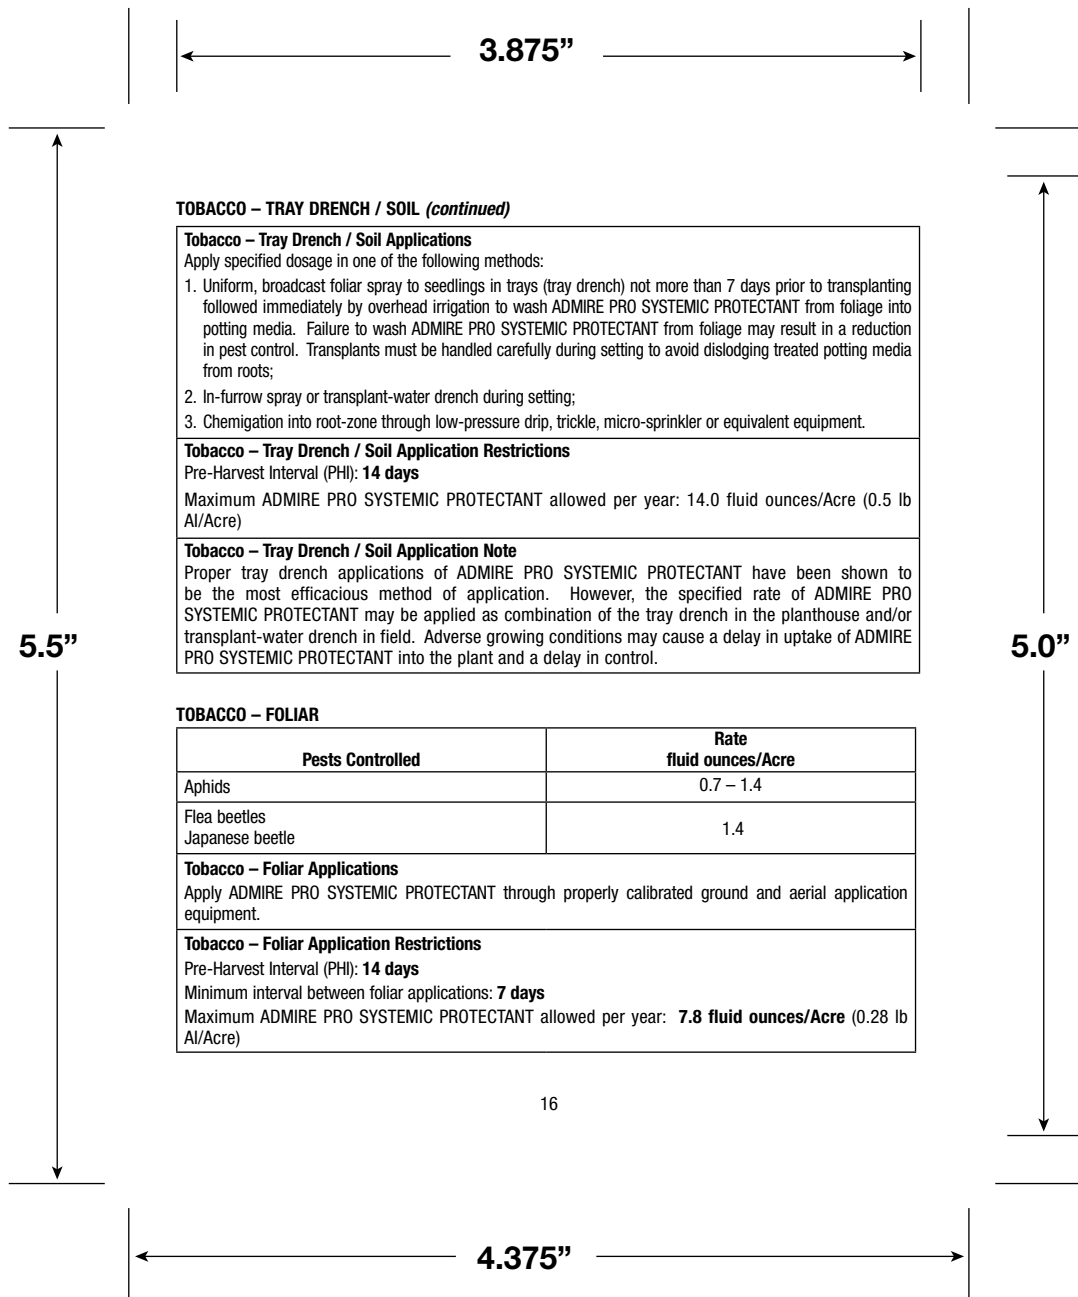 3.875”
TOBACCO – TRAY DRENCH / SOIL (continued)
Tobacco – Tray Drench / Soil Applications
Apply specified dosage in one of the following methods:
1. Uniform, broadcast foliar spray to seedlings in trays (tray drench) not more than 7 days prior to transplanting
followed immediately by overhead irrigation to wash ADMIRE PRO SYSTEMIC PROTECTANT from foliage into
potting media. Failure to wash ADMIRE PRO SYSTEMIC PROTECTANT from foliage may result in a reduction
in pest control. Transplants must be handled carefully during setting to avoid dislodging treated potting media
from roots;
2. In-furrow spray or transplant-water drench during setting;
3. Chemigation into root-zone through low-pressure drip, trickle, micro-sprinkler or equivalent equipment.
Tobacco – Tray Drench / Soil Application Restrictions
Pre-Harvest Interval (PHI): 14 days
Maximum ADMIRE PRO SYSTEMIC PROTECTANT allowed per year: 14.0 fluid ounces/Acre (0.5 lb
AI/Acre)
Tobacco – Tray Drench / Soil Application Note
Proper tray drench applications of ADMIRE PRO SYSTEMIC PROTECTANT have been shown to
be the most efficacious method of application. However, the specified rate of ADMIRE PRO
SYSTEMIC PROTECTANT may be applied as combination of the tray drench in the planthouse and/or
transplant-water drench in field. Adverse growing conditions may cause a delay in uptake of ADMIRE
PRO SYSTEMIC PROTECTANT into the plant and a delay in control.
5.5”
5.0”
TOBACCO – FOLIAR
Pests Controlled
Rate
fluid ounces/Acre
Aphids
0.7 – 1.4
Flea beetles
Japanese beetle
1.4
Tobacco – Foliar Applications
Apply ADMIRE PRO SYSTEMIC PROTECTANT through properly calibrated ground and aerial application
equipment.
Tobacco – Foliar Application Restrictions
Pre-Harvest Interval (PHI): 14 days
Minimum interval between foliar applications: 7 days
Maximum ADMIRE PRO SYSTEMIC PROTECTANT allowed per year: 7.8 fluid ounces/Acre (0.28 lb
AI/Acre)
16
4.375”